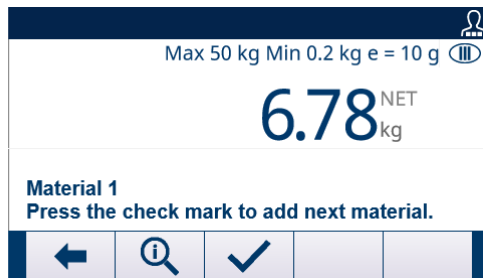 Max 50 kg Min 0.2 kg e = 10 g III
6.78 NET
kg
Material 1
Press the check mark to add next material.